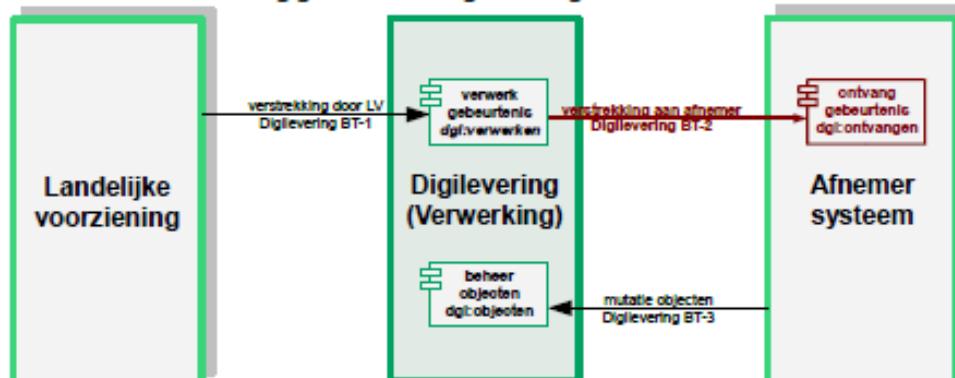 verwerk
gebeurtenis
dgl:verwerken
ontvang
gebeurtenis
dgl:ontvangen
verstrekking door LV
Digilevering BT-1
verstrekking aan afnemer
Digilevering BT-2
Landelijke
voorziening
Digilevering
(Verwerking)
Afnemer
systeem
beheer
objecten
dgl:objecten
mutatie objecten
Digilevering BT-3